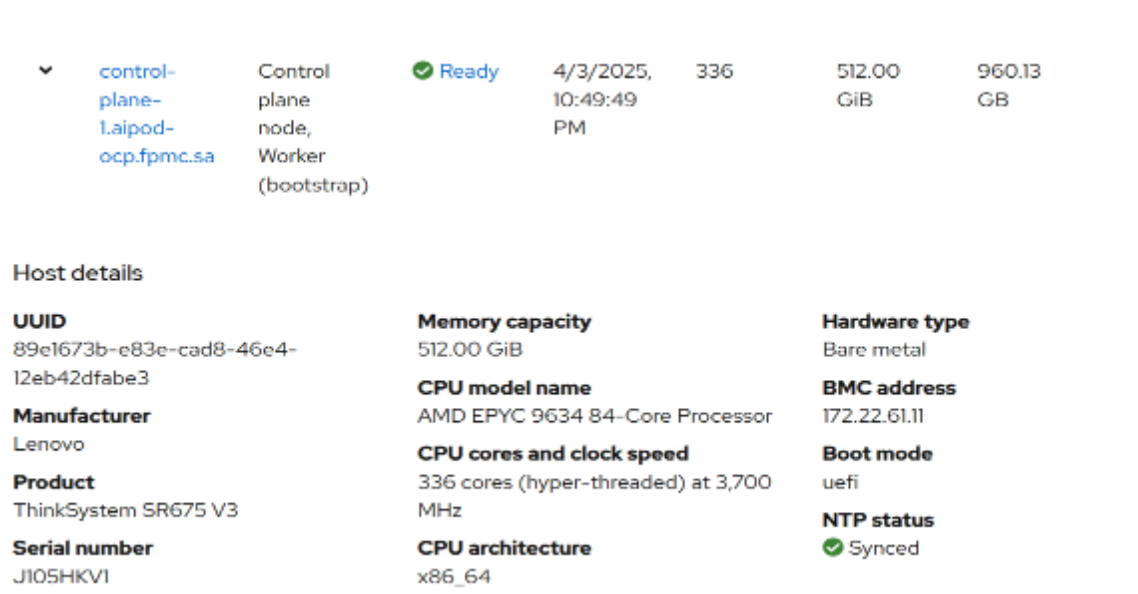 control-plane-1.aipod-ocp.fpmc.sa
Control plane node, Worker (bootstrap)
Ready
4/3/2025, 10:49:49 PM
336
512.00 GiB
960.13 GB
Host details
UUID
89e1673b-e83e-cad8-46e4-12eb42dfabe3
Manufacturer
Lenovo
Product
ThinkSystem SR675 V3
Serial number
J105HKV1
Memory capacity
512.00 GiB
CPU model name
AMD EPYC 9634 84-Core Processor
CPU cores and clock speed
336 cores (hyper-threaded) at 3,700 MHz
CPU architecture
x86_64
Hardware type
Bare metal
BMC address
172.22.61.11
Boot mode
uefi
NTP status
Synced